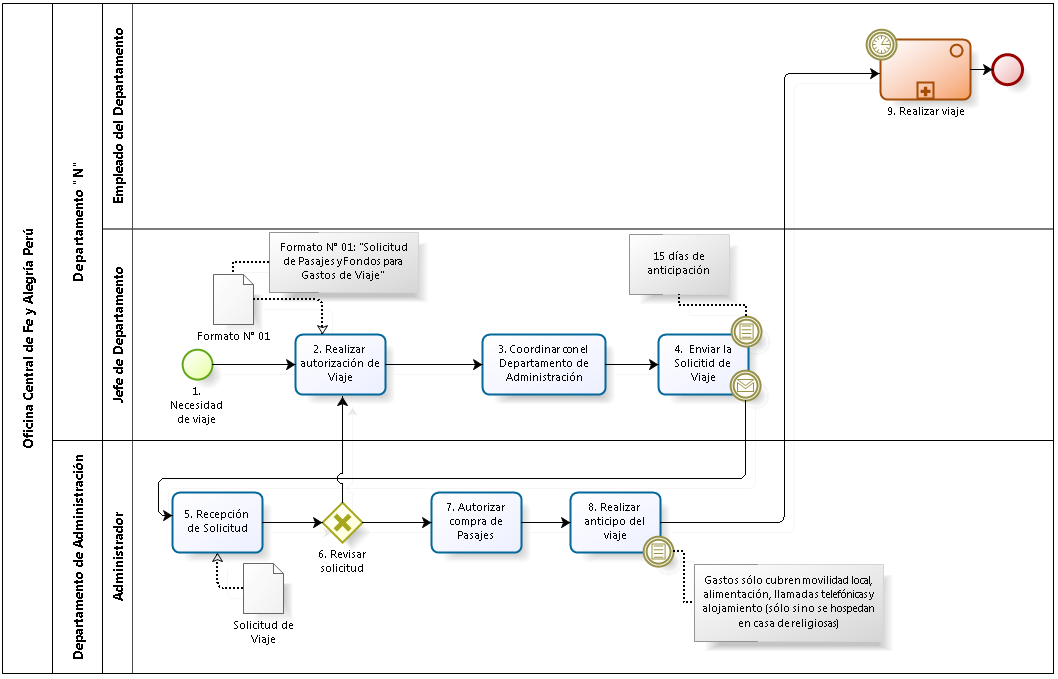 Oficina Central de Fe y Alegría Perú
Departamento "N"
Empleado del Departamento
9. Realizar viaje
Jefe de Departamento
Formato N° 01: "Solicitud
de Pasajes y Fondos para
Gastos de Viaje"
Formato N° 01
1.
Necesidad
de viaje
2. Realizar
autorización de
Viaje
3. Coordinar con el
Departamento de
Administración
15 días de
anticipación
4. Enviar la
Solicitid de
Viaje
Departamento de Administración
Administrador
5. Recepción
de Solicitud
Solicitud de
Viaje
6. Revisar
solicitud
7. Autorizar
compra de
Pasajes
8. Realizar
anticipo del
viaje
Gastos sólo cubren movilidad local,
alimentación, llamadas telefónicas y
alojamiento (sólo si no se hospedan
en casa de religiosas)